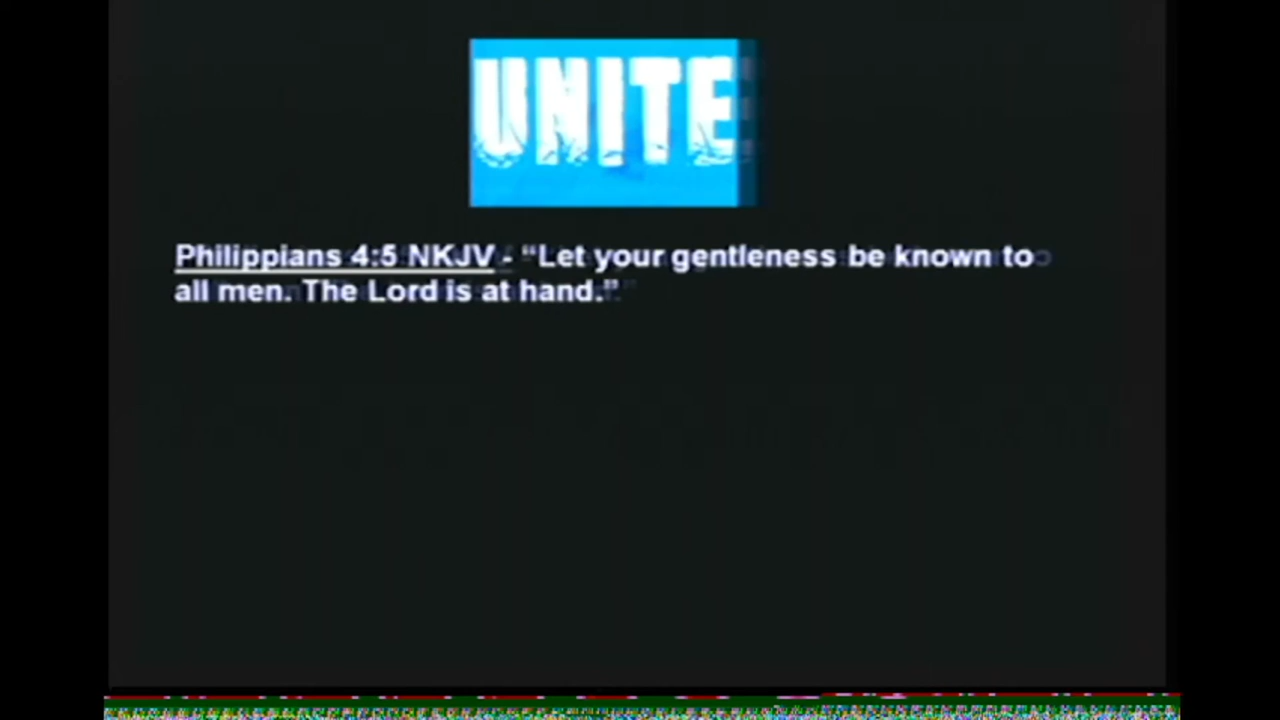 UNITE
Philippians 4:5 NKJV - “Let your gentleness be known to
all men. The Lord is at hand.”